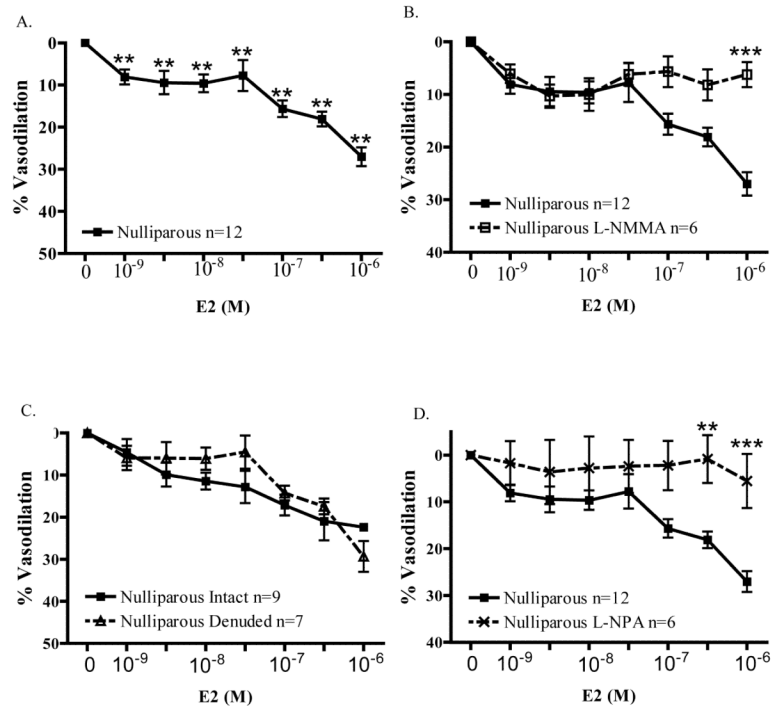 A.
0
10
20
30
40
50
% Vasodilation
** ** ** ** ** ** **
Nulliparous n=12
0 10-9 10-8 10-7 10-6
E2 (M)
B.
0
10
20
30
40
% Vasodilation
***
Nulliparous n=12
Nulliparous L-NMMA n=6
0 10-9 10-8 10-7 10-6
E2 (M)
C.
0
10
20
30
40
50
% Vasodilation
Nulliparous Intact n=9
Nulliparous Denuded n=7
0 10-9 10-8 10-7 10-6
E2 (M)
D.
0
10
20
30
40
% Vasodilation
** ***
Nulliparous n=12
Nulliparous L-NPA n=6
0 10-9 10-8 10-7 10-6
E2 (M)